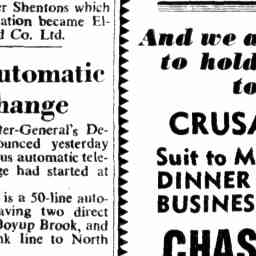 r Shentons which
ation became El-
d Co. Ltd.
utomatic
hange
ter-General's De-
ounced yesterday
us automatic tele-
ge had started at
is a 50-line auto-
aving two direct
Boyup Brook, and
nk line to North
And we a
to hold
to
CRUSA
Suit to M
DINNER
BUSINES
CHAS